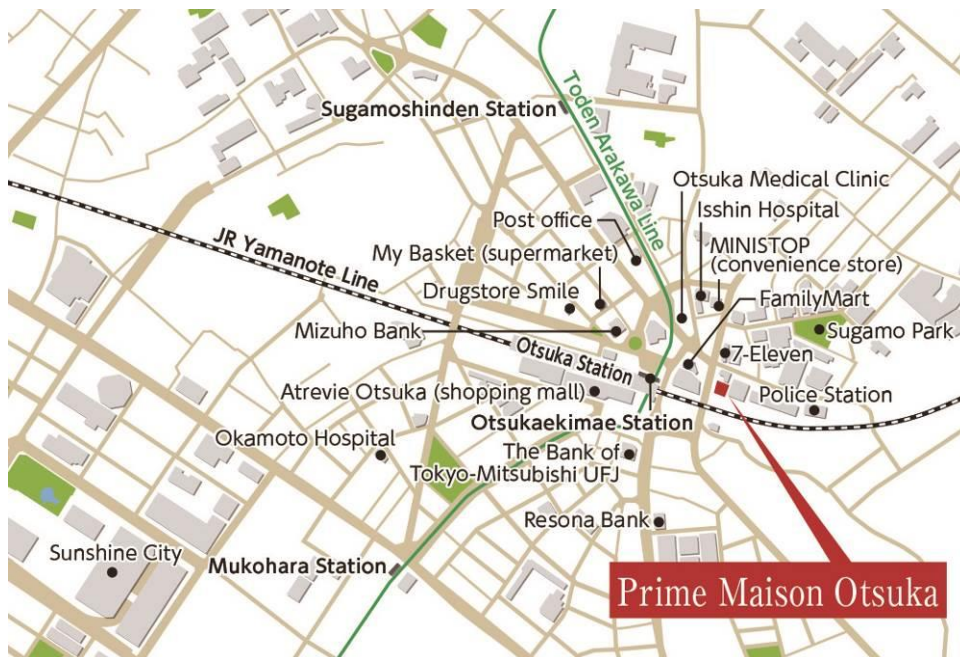 Sugamoshinden Station
Toden Arakawa Line
Otsuka Medical Clinic
Isshin Hospital
Post office
JR Yamanote Line
My Basket (supermarket)
MINISTOP
(convenience store)
Drugstore Smile
FamilyMart
Mizuho Bank
Sugamo Park
Otsuka Station
7-Eleven
Atrevie Otsuka (shopping mall)
Police Station
Otsukaekimae Station
Okamoto Hospital
The Bank of
Tokyo-Mitsubishi UFJ
Resona Bank
Sunshine City
Mukohara Station
Prime Maison Otsuka